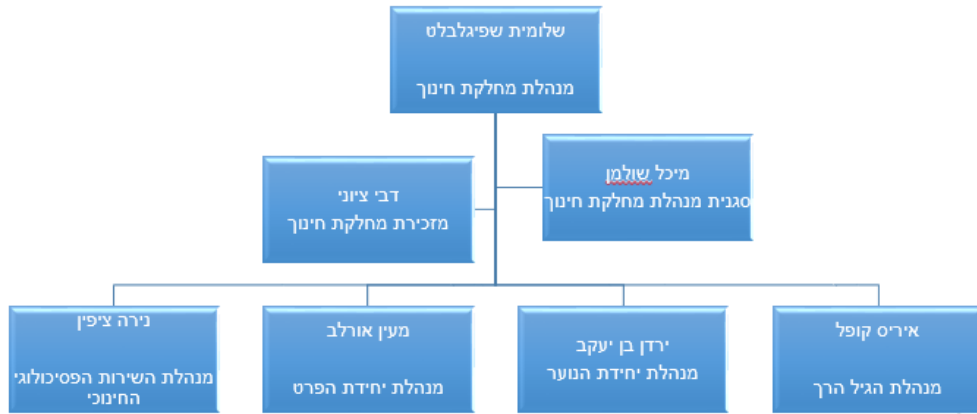 שלומית שפיגלבלט
מנהלת מחלקת חינוך
מיכל שולמן
סגנית מנהלת מחלקת חינוך
דבי ציוני
מזכירת מחלקת חינוך
איריס קופל
מנהלת הגיל הרך
ירדן בן יעקב
מנהלת יחידת הנוער
מעין אורלב
מנהלת יחידת הפרט
נירה ציפין
מנהלת השירות הפסיכולוגי
החינוכי